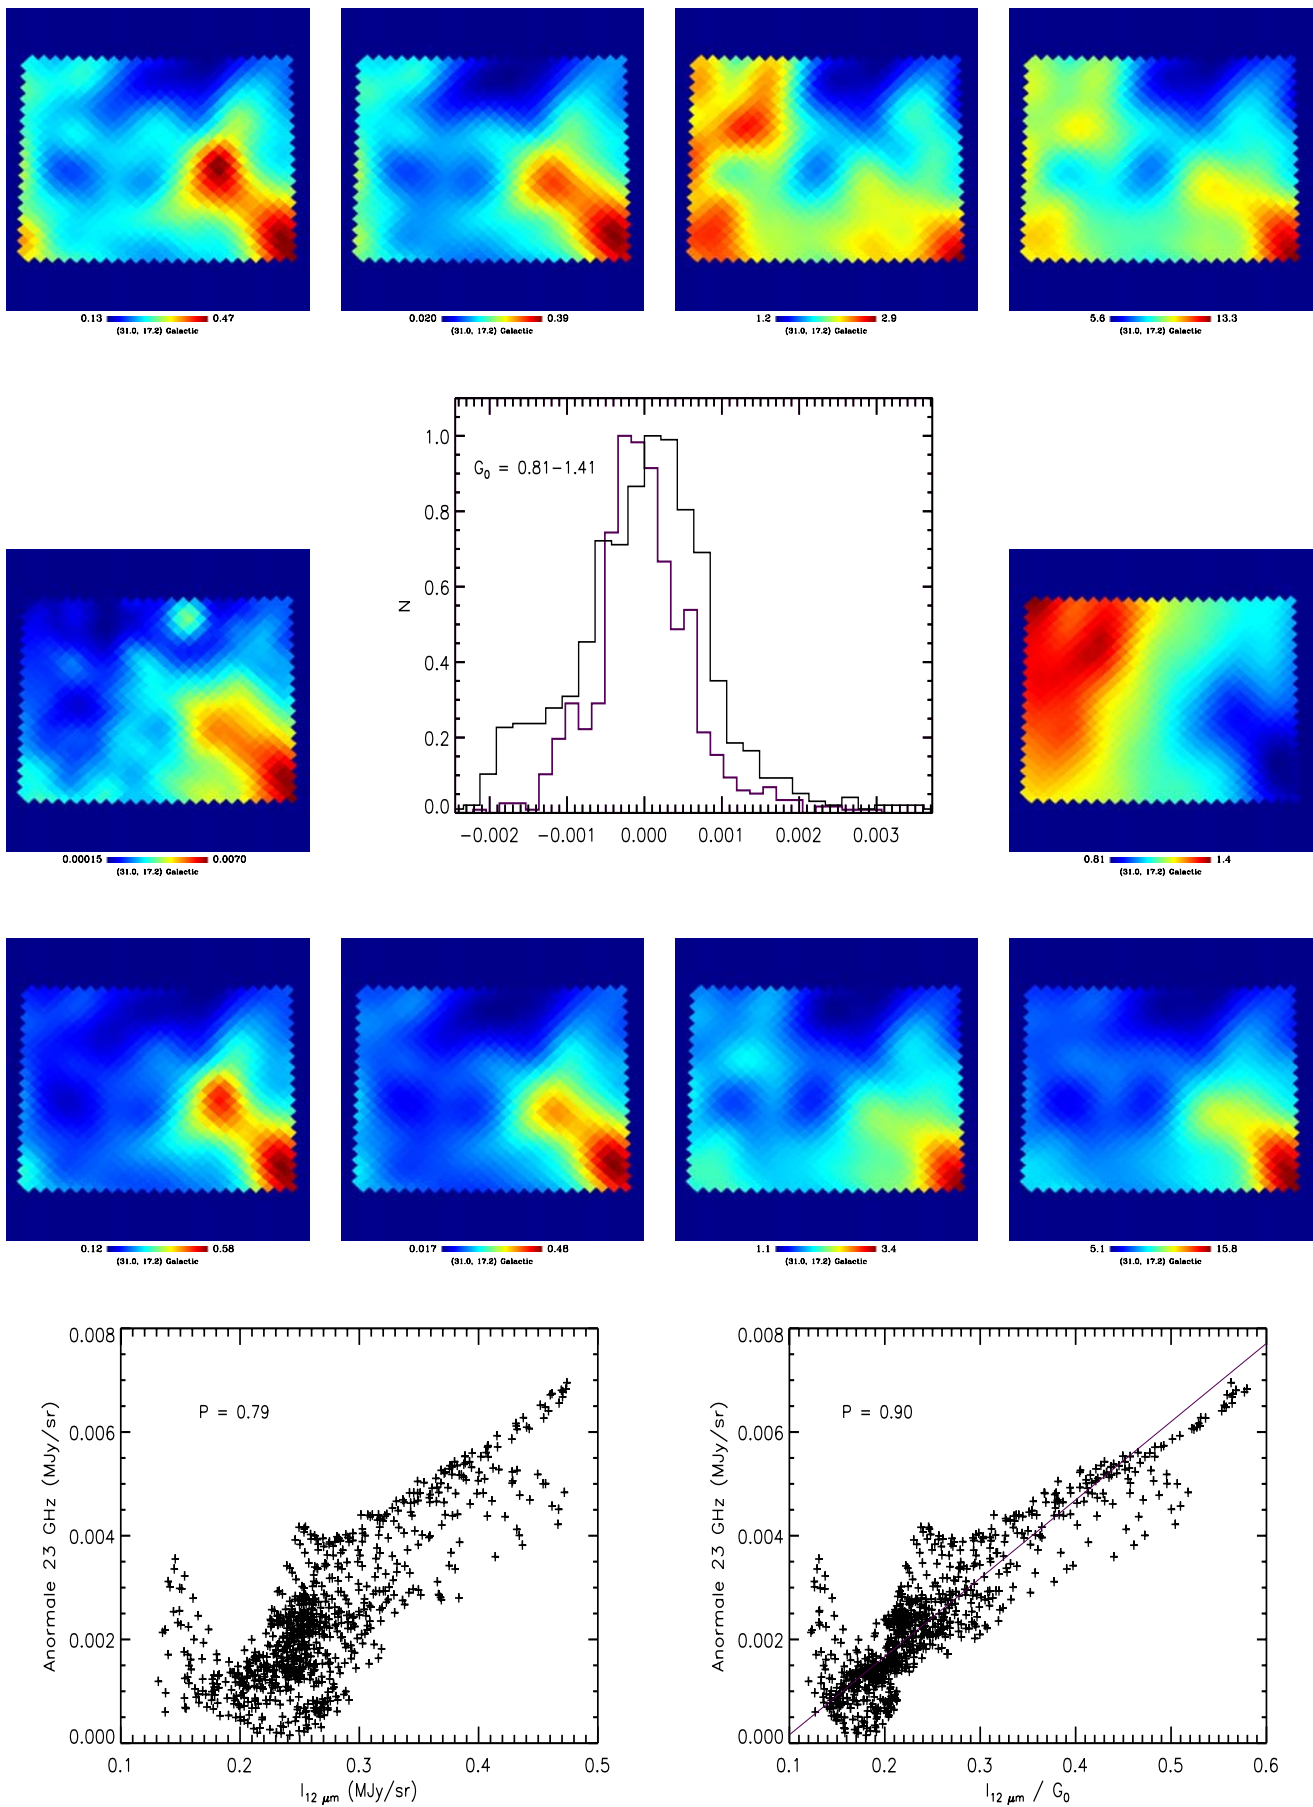 0.13 0.47
(31.0, 17.2) Galactic
0.020 0.39
(31.0, 17.2) Galactic
1.2 2.9
(31.0, 17.2) Galactic
5.6 13.3
(31.0, 17.2) Galactic
G₀ = 0.81−1.41
N
1.0
0.8
0.6
0.4
0.2
0.0
−0.002 −0.001 0.000 0.001 0.002 0.003
0.00015 0.0070
(31.0, 17.2) Galactic
0.81 1.4
(31.0, 17.2) Galactic
0.12 0.58
(31.0, 17.2) Galactic
0.017 0.48
(31.0, 17.2) Galactic
1.1 3.4
(31.0, 17.2) Galactic
5.1 15.8
(31.0, 17.2) Galactic
P = 0.79
Anormale 23 GHz (MJy/sr)
0.008
0.006
0.004
0.002
0.000
0.1 0.2 0.3 0.4 0.5
I₁₂ μm (MJy/sr)
P = 0.90
Anormale 23 GHz (MJy/sr)
0.008
0.006
0.004
0.002
0.000
0.1 0.2 0.3 0.4 0.5 0.6
I₁₂ μm / G₀